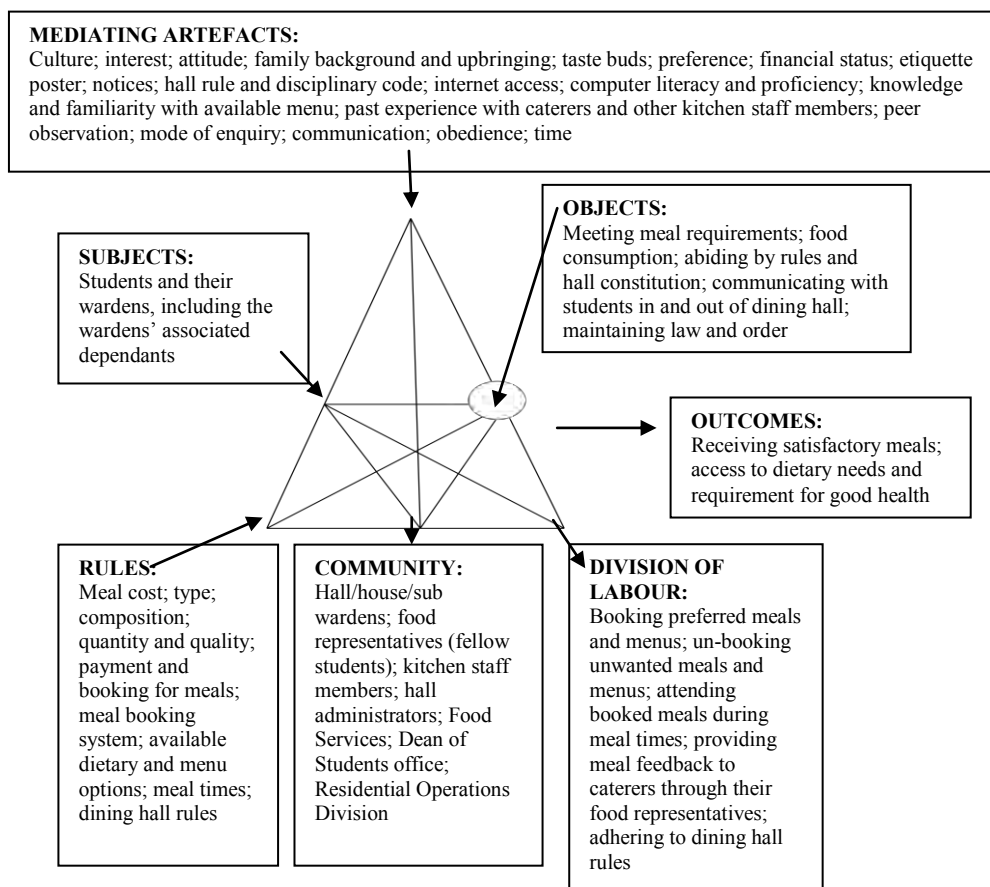 MEDIATING ARTEFACTS:
Culture; interest; attitude; family background and upbringing; taste buds; preference; financial status; etiquette
poster; notices; hall rule and disciplinary code; internet access; computer literacy and proficiency; knowledge
and familiarity with available menu; past experience with caterers and other kitchen staff members; peer
observation; mode of enquiry; communication; obedience; time
SUBJECTS:
Students and their
wardens, including the
wardens’ associated
dependants
OBJECTS:
Meeting meal requirements; food
consumption; abiding by rules and
hall constitution; communicating with
students in and out of dining hall;
maintaining law and order
OUTCOMES:
Receiving satisfactory meals;
access to dietary needs and
requirement for good health
RULES:
Meal cost; type;
composition;
quantity and quality;
payment and
booking for meals;
meal booking
system; available
dietary and menu
options; meal times;
dining hall rules
COMMUNITY:
Hall/house/sub
wardens; food
representatives (fellow
students); kitchen staff
members; hall
administrators; Food
Services; Dean of
Students office;
Residential Operations
Division
DIVISION OF
LABOUR:
Booking preferred meals
and menus; un-booking
unwanted meals and
menus; attending
booked meals during
meal times; providing
meal feedback to
caterers through their
food representatives;
adhering to dining hall
rules